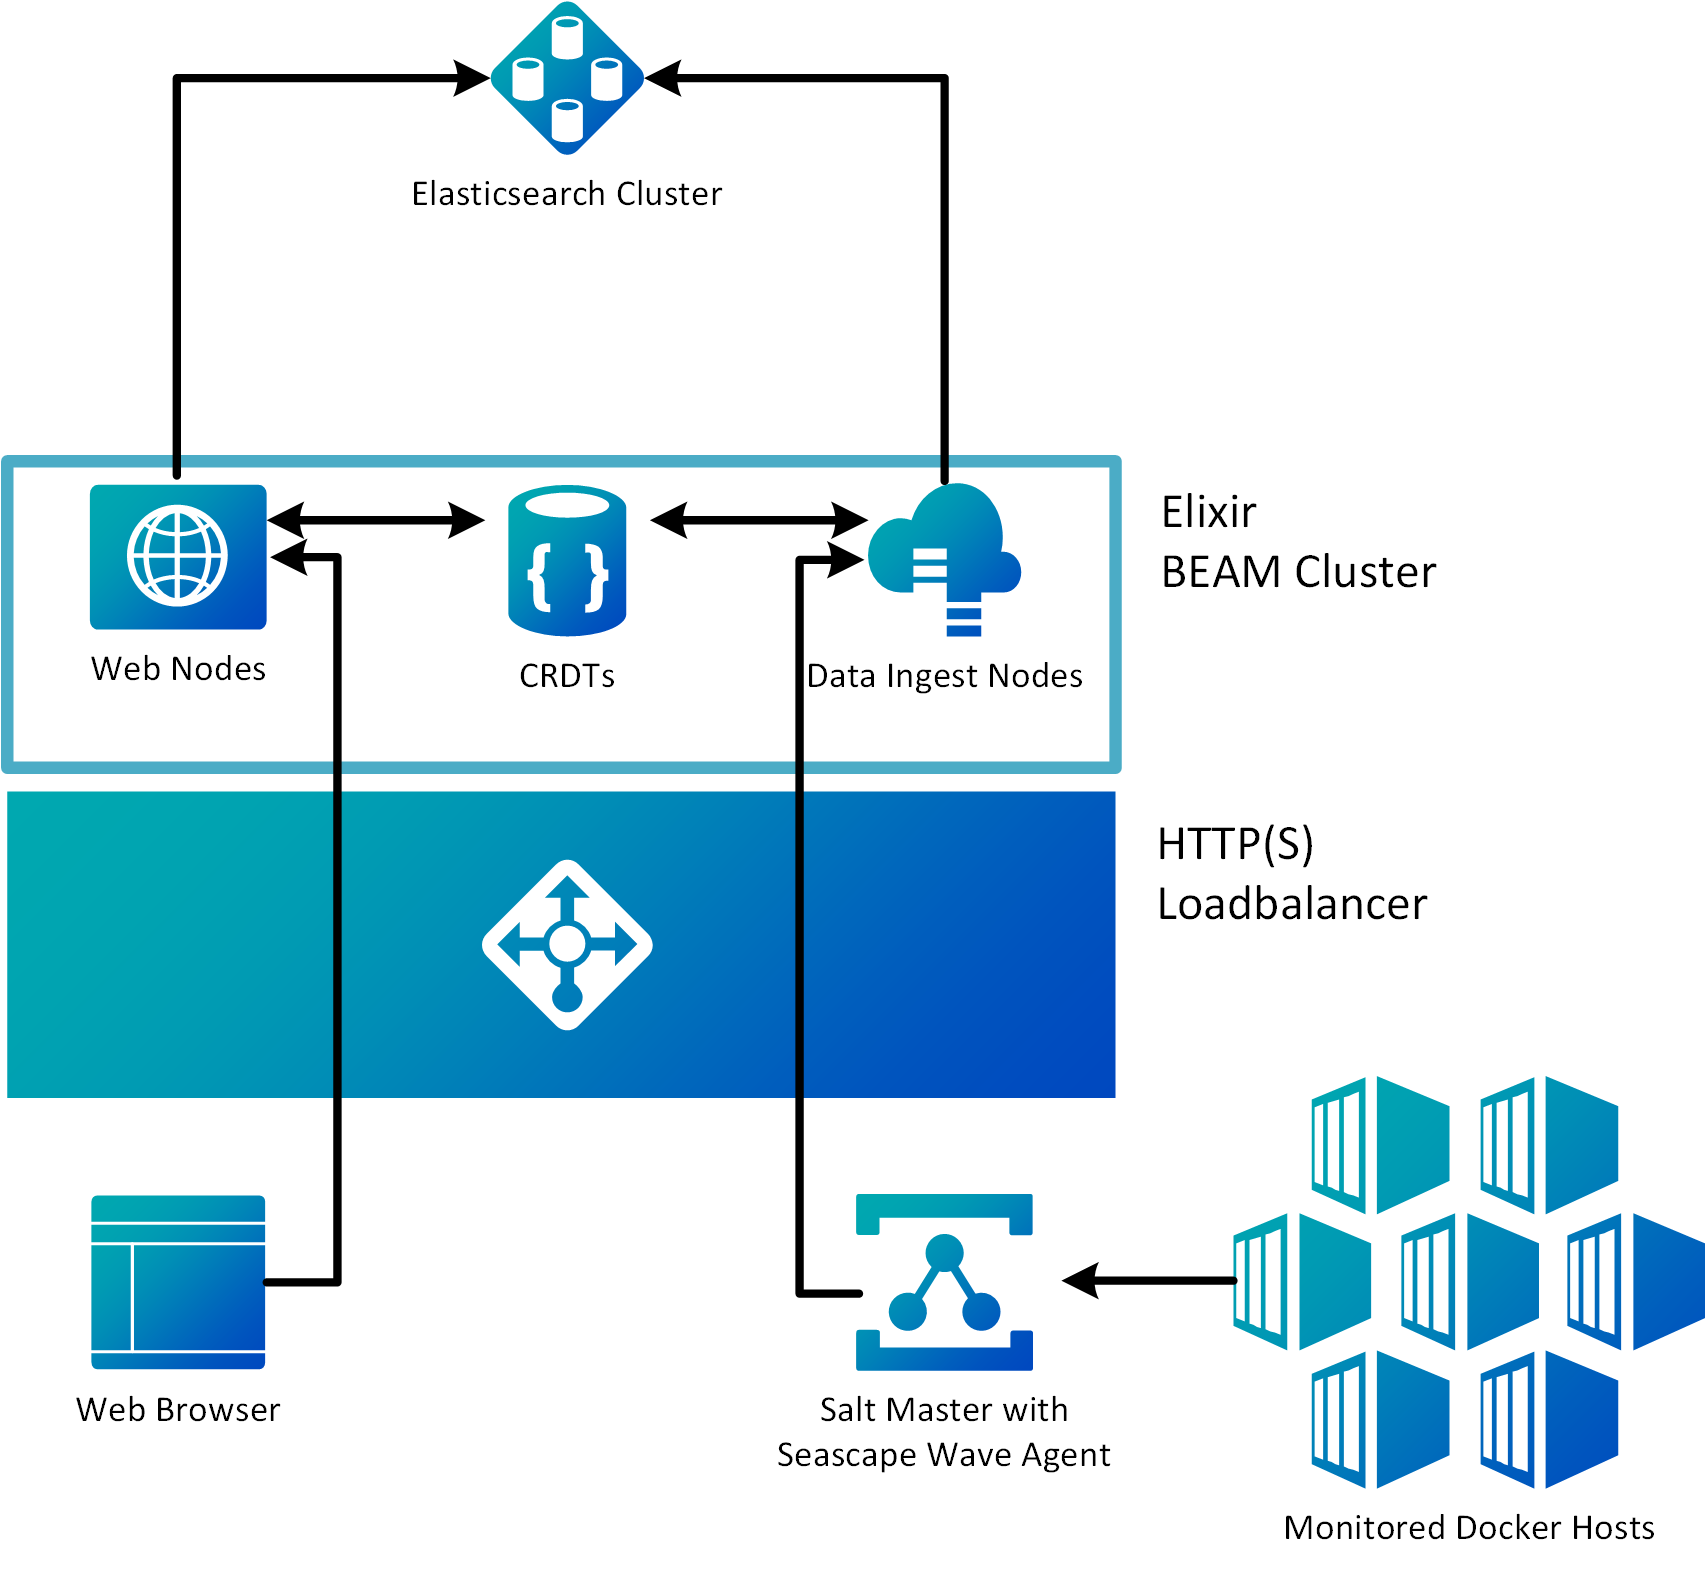 Elasticsearch Cluster
Elixir
BEAM Cluster
Web Nodes
CRDTs
Data Ingest Nodes
HTTP(S)
Loadbalancer
Web Browser
Salt Master with
Seascape Wave Agent
Monitored Docker Hosts